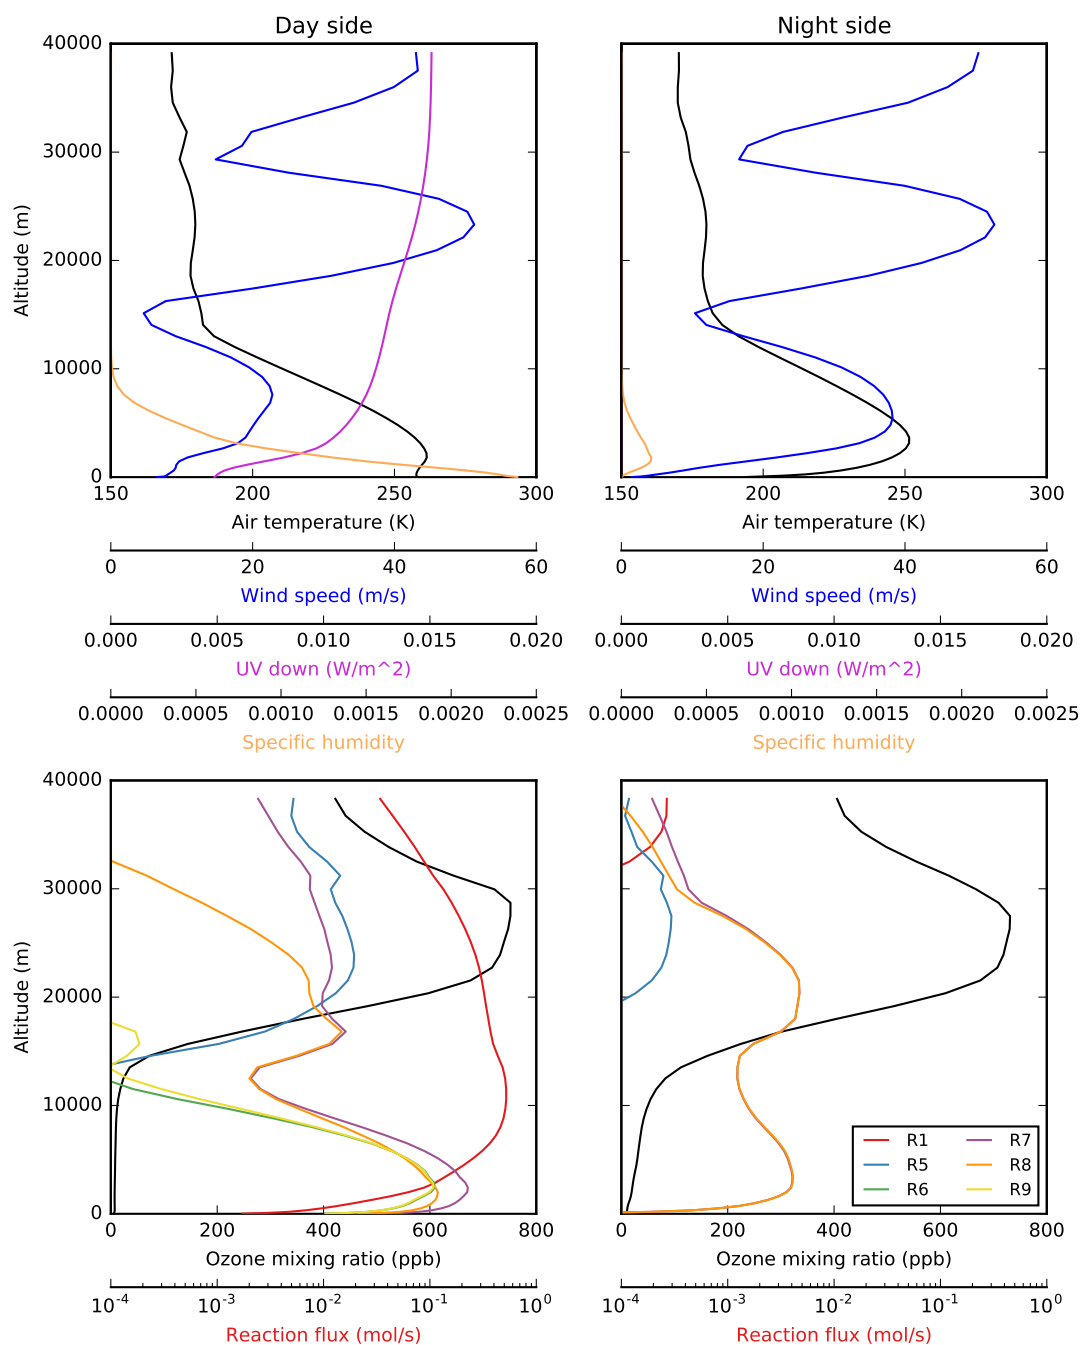 Day side
Night side
40000
30000
20000
10000
0
Altitude (m)
150 200 250 300
150 200 250 300
Air temperature (K)
Air temperature (K)
0 20 40 60
0 20 40 60
Wind speed (m/s)
Wind speed (m/s)
0.000 0.005 0.010 0.015 0.020
0.000 0.005 0.010 0.015 0.020
UV down (W/m^2)
UV down (W/m^2)
0.0000 0.0005 0.0010 0.0015 0.0020 0.0025
0.0000 0.0005 0.0010 0.0015 0.0020 0.0025
Specific humidity
Specific humidity
40000
30000
20000
10000
0
Altitude (m)
R1 R7
R5 R8
R6 R9
0 200 400 600 800
0 200 400 600 800
Ozone mixing ratio (ppb)
Ozone mixing ratio (ppb)
10^-4 10^-3 10^-2 10^-1 10^0
10^-4 10^-3 10^-2 10^-1 10^0
Reaction flux (mol/s)
Reaction flux (mol/s)